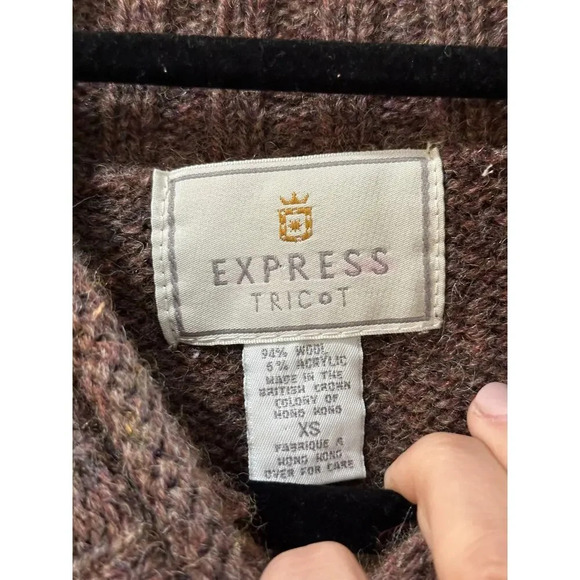 EXPRESS
TRICOT
94% WOOL
6% ACRYLIC
MADE IN THE
BRITISH CROWN
COLONY OF
HONG KONG
XS
FABRIQUE A
HONG KONG
OVER FOR CARE